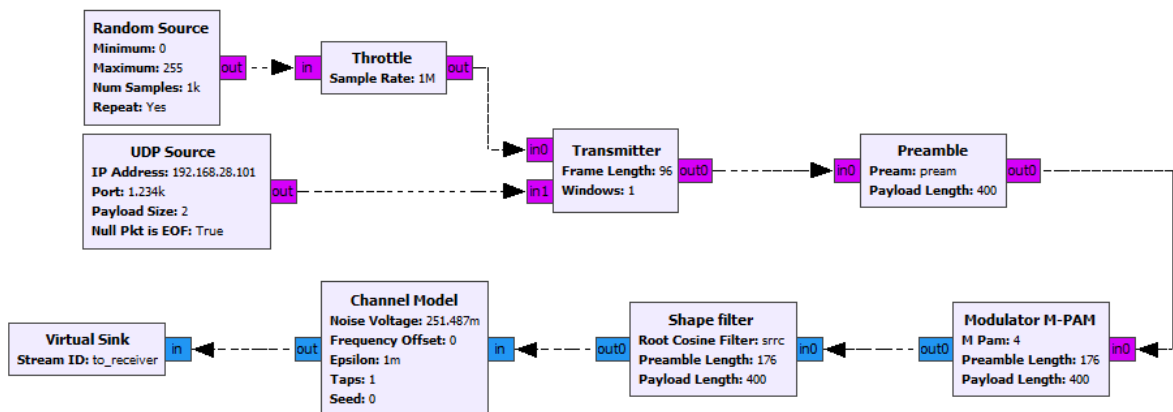 Random Source
Minimum: 0
Maximum: 255
Num Samples: 1k
Repeat: Yes
out
in
Throttle
Sample Rate: 1M
out
UDP Source
IP Address: 192.168.28.101
Port: 1.234k
Payload Size: 2
Null Pkt is EOF: True
out
in0
in1
Transmitter
Frame Length: 96
Windows: 1
out0
in0
Preamble
Pream: pream
Payload Length: 400
out0
Virtual Sink
Stream ID: to_receiver
in
out
Channel Model
Noise Voltage: 251.487m
Frequency Offset: 0
Epsilon: 1m
Taps: 1
Seed: 0
in
out0
Shape filter
Root Cosine Filter: srrc
Preamble Length: 176
Payload Length: 400
in0
out0
Modulator M-PAM
M Pam: 4
Preamble Length: 176
Payload Length: 400
in0